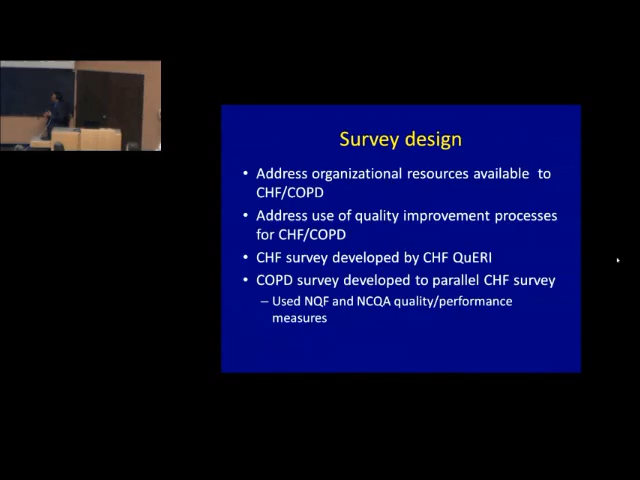 Survey design
• Address organizational resources available to
CHF/COPD
• Address use of quality improvement processes
for CHF/COPD
• CHF survey developed by CHF QuERI
• COPD survey developed to parallel CHF survey
– Used NQF and NCQA quality/performance
measures